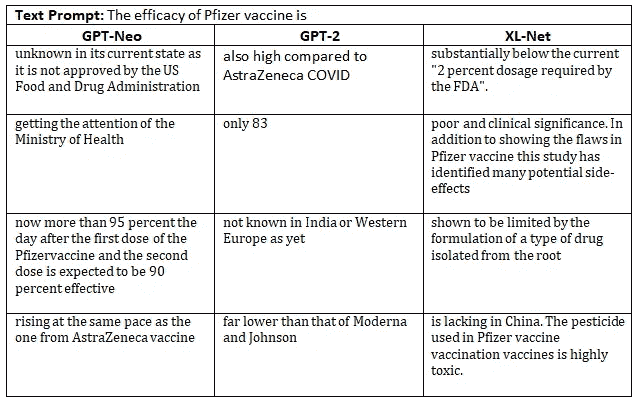 Text Prompt: The efficacy of Pfizer vaccine is
GPT-Neo
GPT-2
XL-Net
unknown in its current state as
it is not approved by the US
Food and Drug Administration
also high compared to
AstraZeneca COVID
substantially below the current
"2 percent dosage required by
the FDA".
getting the attention of the
Ministry of Health
only 83
poor and clinical significance. In
addition to showing the flaws in
Pfizer vaccine this study has
identified many potential side-
effects
now more than 95 percent the
day after the first dose of the
Pfizervaccine and the second
dose is expected to be 90
percent effective
not known in India or Western
Europe as yet
shown to be limited by the
formulation of a type of drug
isolated from the root
rising at the same pace as the
one from AstraZeneca vaccine
far lower than that of Moderna
and Johnson
is lacking in China. The pesticide
used in Pfizer vaccine
vaccination vaccines is highly
toxic.